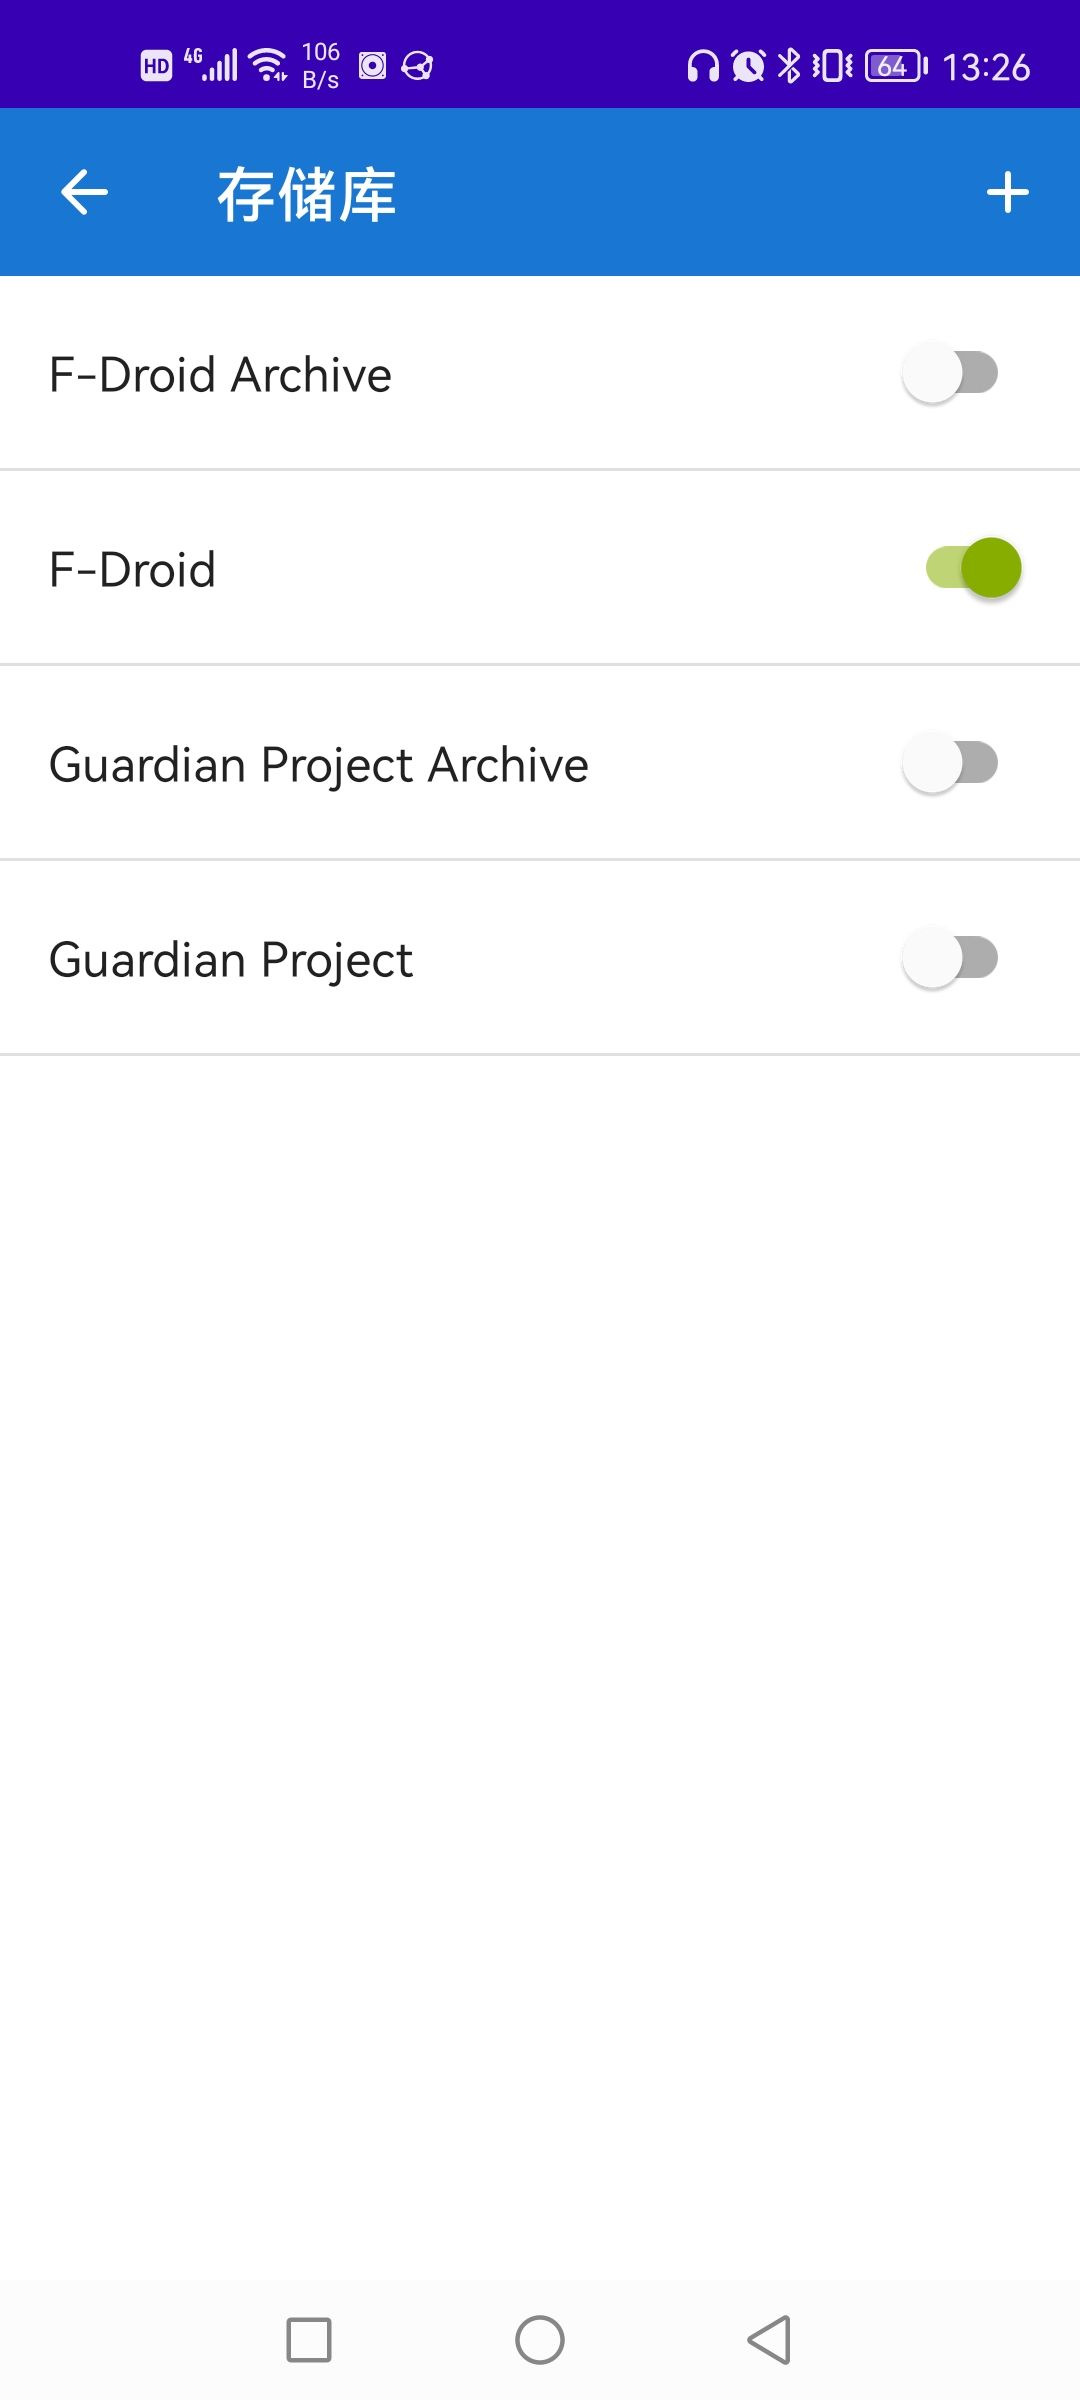 HD 4G 106 B/s 64 13:26
存储库
F-Droid Archive
F-Droid
Guardian Project Archive
Guardian Project